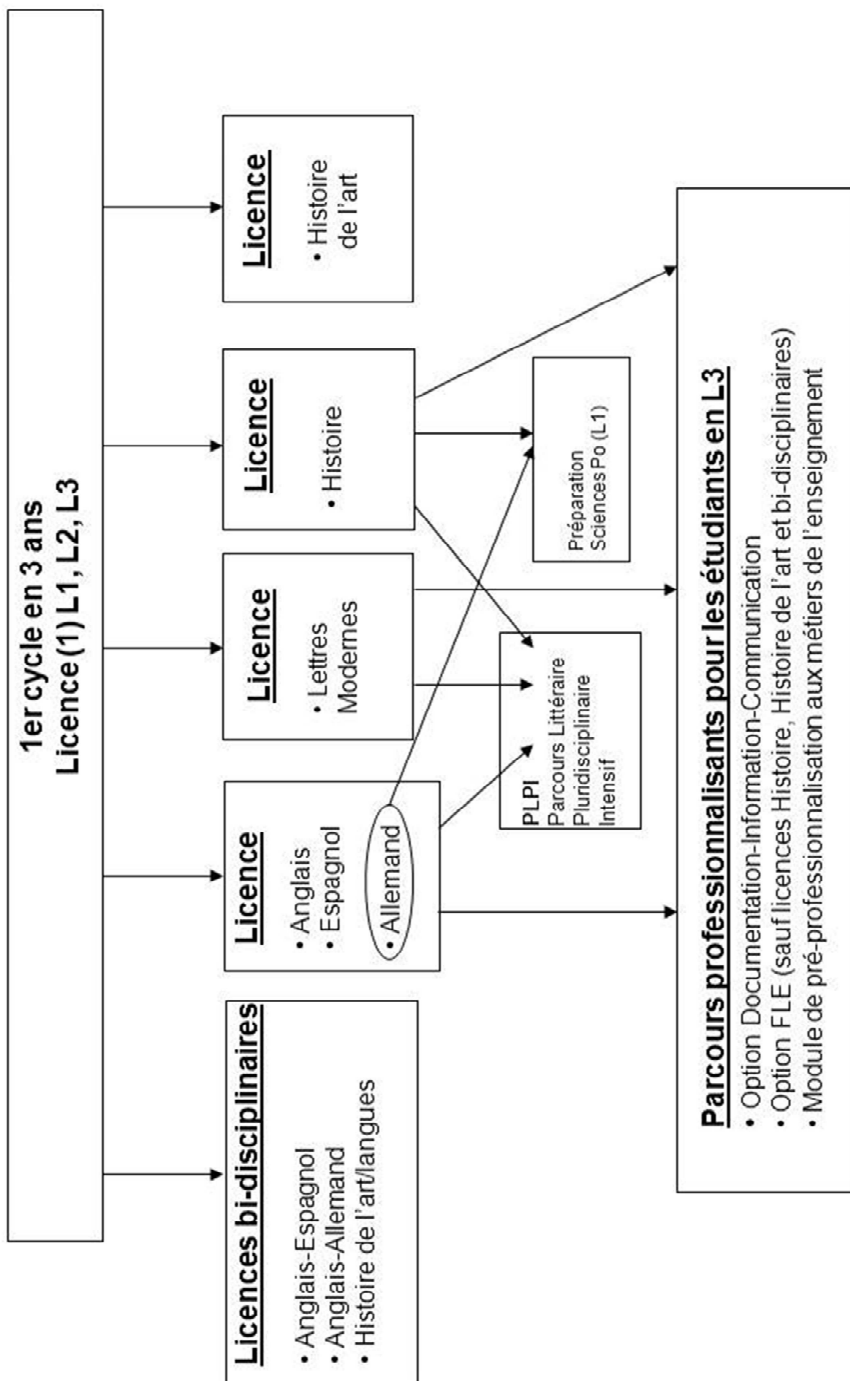 1er cycle en 3 ans
Licence (1) L1, L2, L3
Licences bi-disciplinaires
• Anglais-Espagnol
• Anglais-Allemand
• Histoire de l'art/langues
Licence
• Anglais
• Espagnol
• Allemand
Licence
• Lettres
Modernes
Licence
• Histoire
Licence
• Histoire
de l'art
PLPI
Parcours Littéraire
Pluridisciplinaire
Intensif
Préparation
Sciences Po (L1)
Parcours professionnalisants pour les étudiants en L3
• Option Documentation-Information-Communication
• Option FLE (sauf licences Histoire, Histoire de l'art et bi-disciplinaires)
• Module de pré-professionnalisation aux métiers de l'enseignement